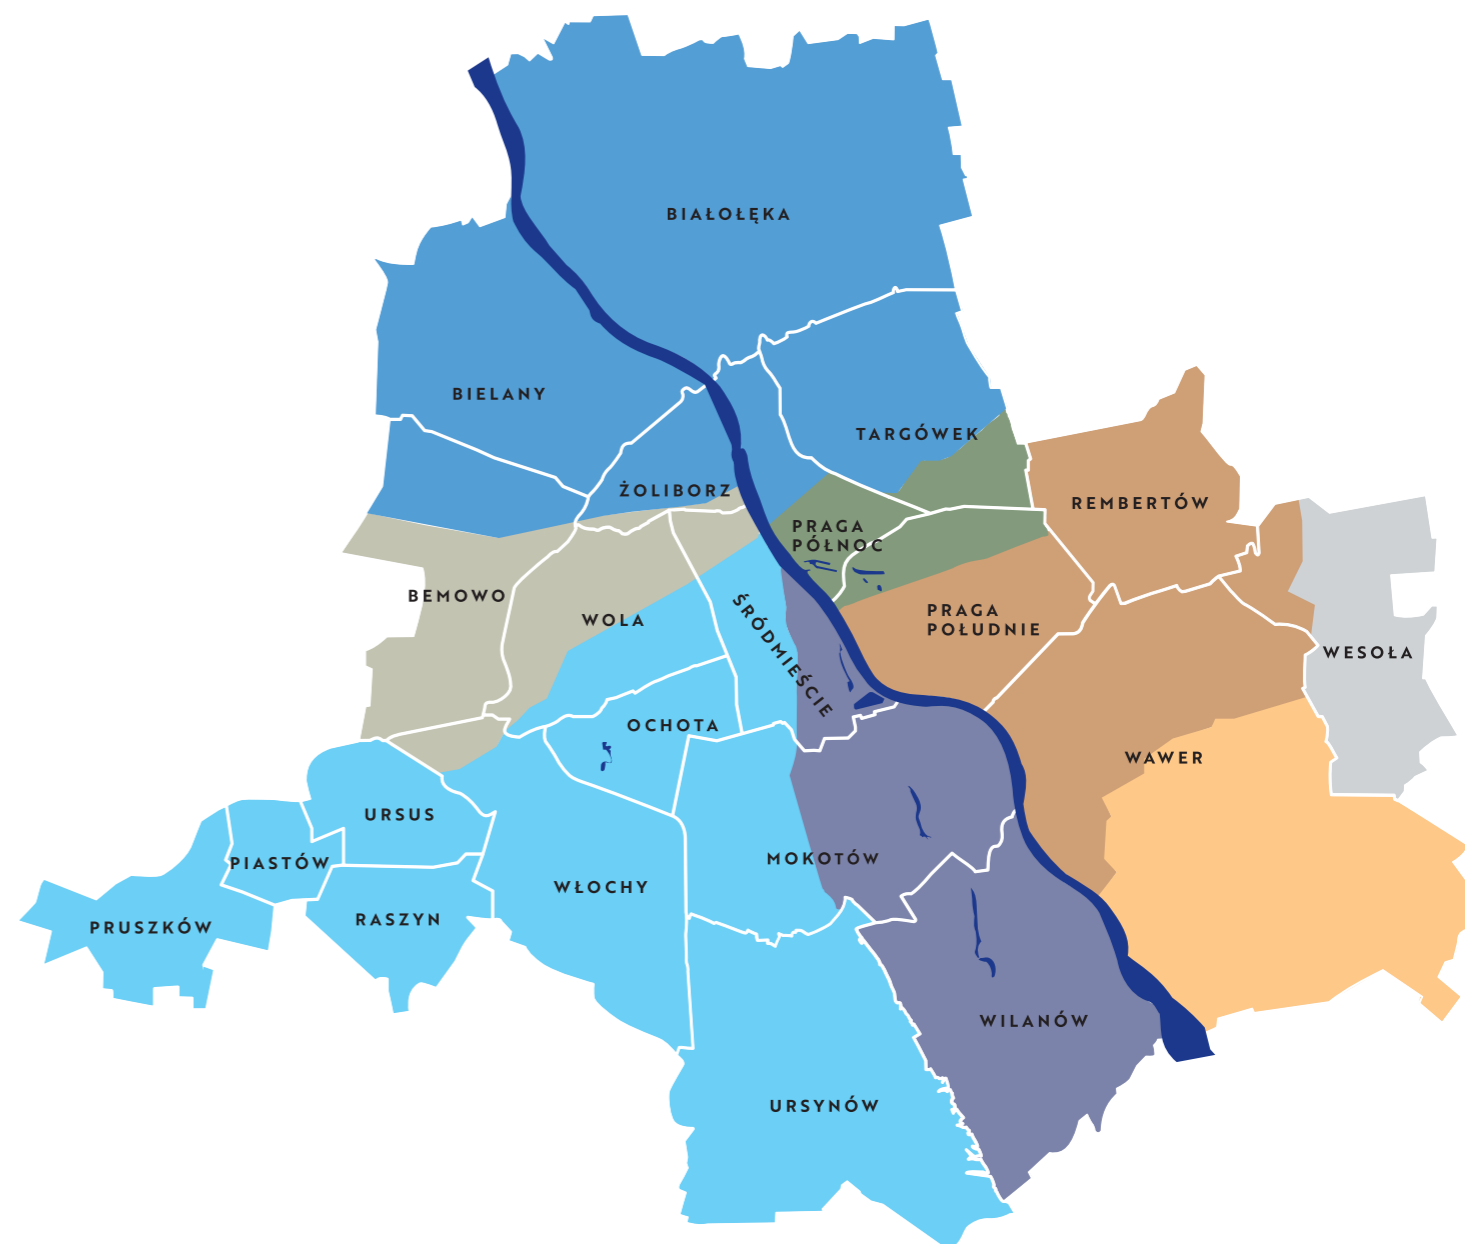 BIAŁOŁĘKA
BIELANY
TARGÓWEK
ŻOLIBORZ
REMBERTÓW
PRAGA
PÓŁNOC
BEMOWO
WOLA
ŚRÓDMIEŚCIE
PRAGA
POŁUDNIE
WESOŁA
OCHOTA
WAWER
URSUS
PIASTÓW
MOKOTÓW
WŁOCHY
PRUSZKÓW
RASZYN
WILANÓW
URSYNÓW